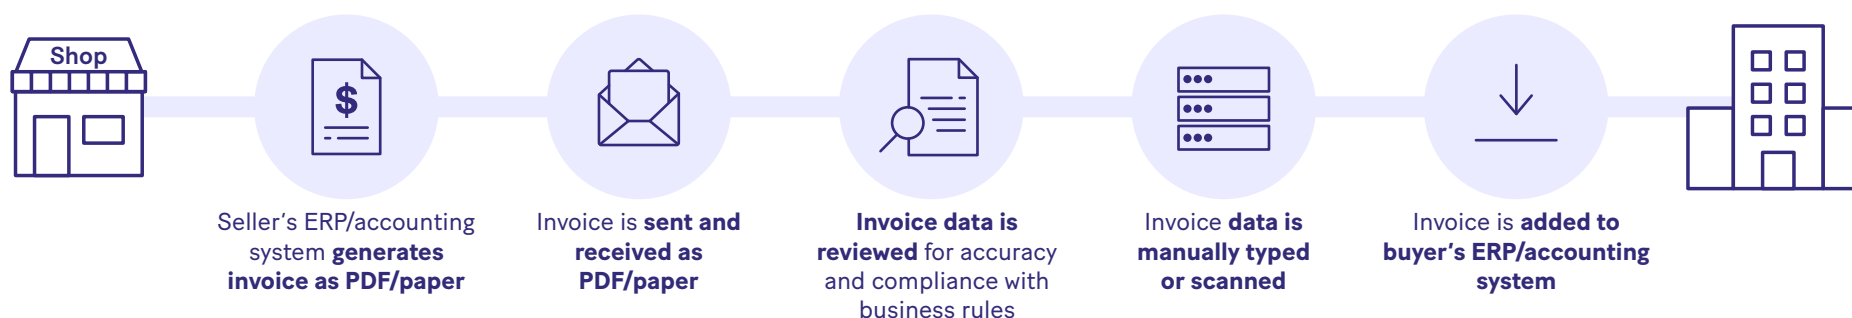 Shop
$
Seller's ERP/accounting
system generates
invoice as PDF/paper
Invoice is sent and
received as
PDF/paper
Invoice data is
reviewed for accuracy
and compliance with
business rules
Invoice data is
manually typed
or scanned
Invoice is added to
buyer's ERP/accounting
system